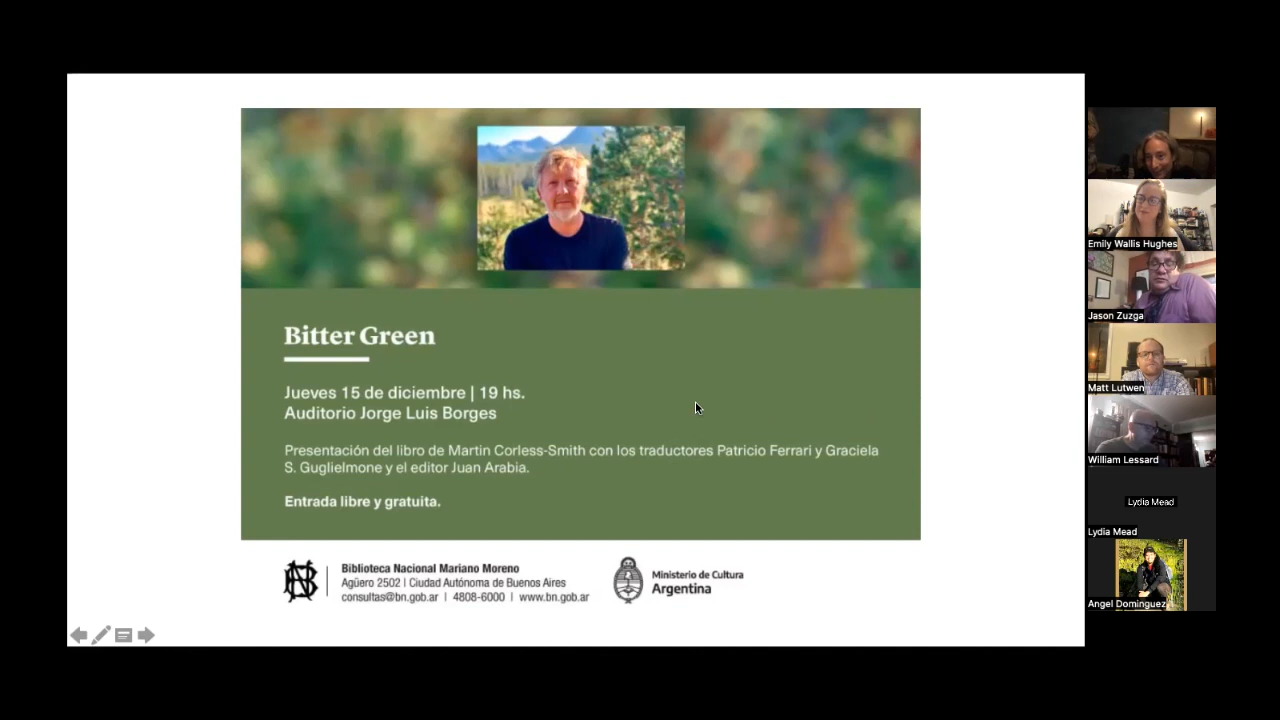 Bitter Green
Jueves 15 de diciembre | 19 hs.
Auditorio Jorge Luis Borges
Presentación del libro de Martin Corless-Smith con los traductores Patricio Ferrari y Graciela
S. Guglielmone y el editor Juan Arabia.
Entrada libre y gratuita.
Biblioteca Nacional Mariano Moreno
Agüero 2502 | Ciudad Autónoma de Buenos Aires
consultas@bn.gob.ar | 4808-6000 | www.bn.gob.ar
Ministerio de Cultura
Argentina
Emily Wallis Hughes
Jason Zuzga
Matt Lutwen
William Lessard
Lydia Mead
Lydia Mead
Angel Dominguez